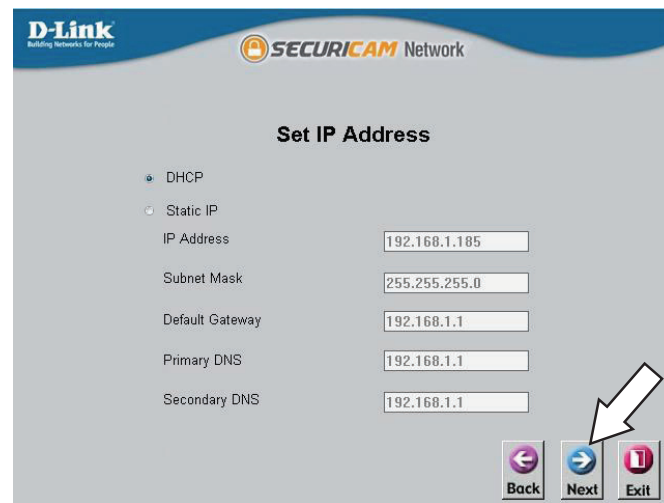 D-Link
Building Networks for People
SECURICAM Network
Set IP Address
DHCP
Static IP
IP Address 192.168.1.185
Subnet Mask 255.255.255.0
Default Gateway 192.168.1.1
Primary DNS 192.168.1.1
Secondary DNS 192.168.1.1
Back Next Exit